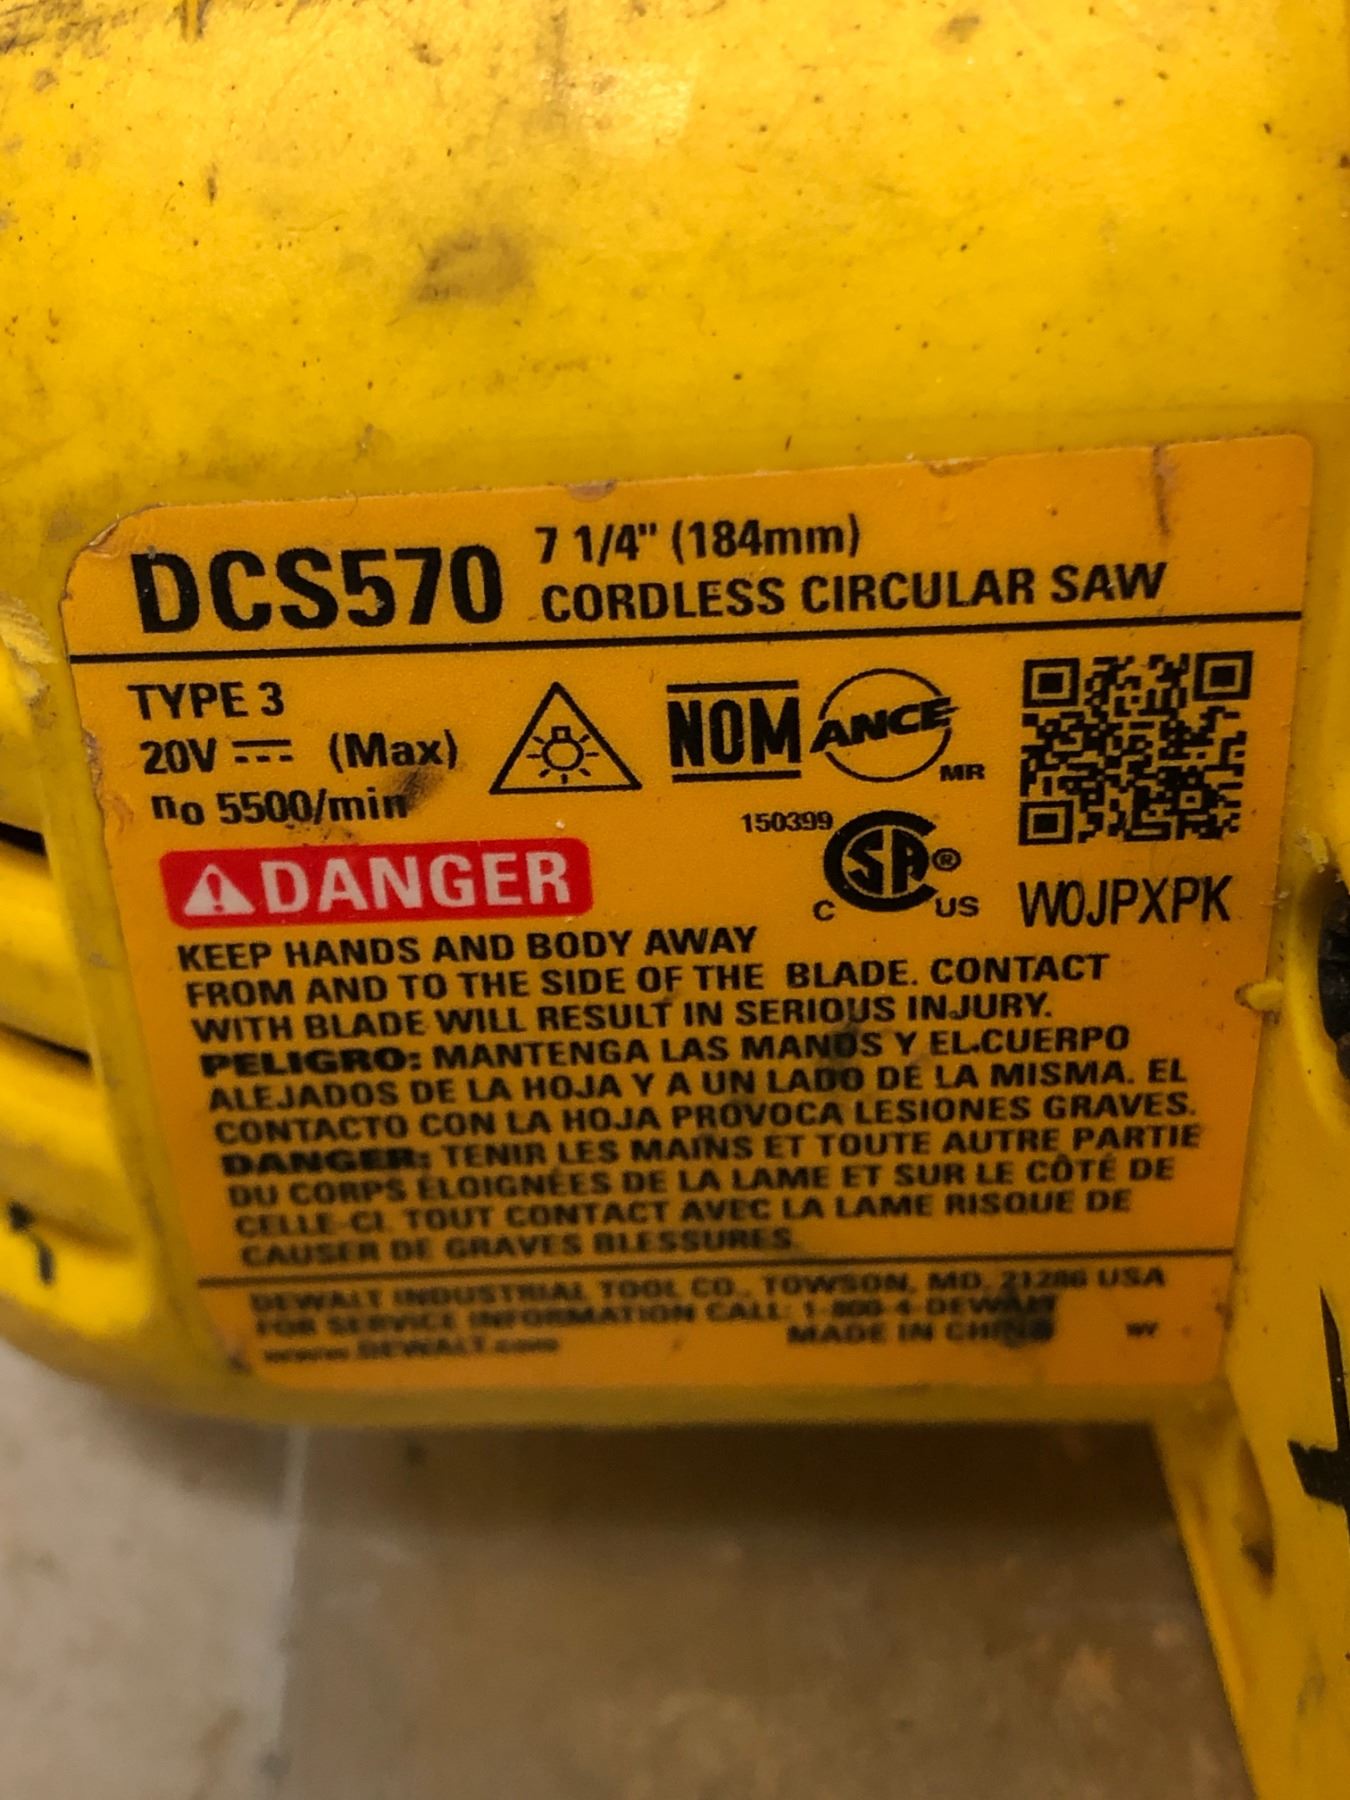 DCS570
7 1/4" (184mm)
CORDLESS CIRCULAR SAW
TYPE 3
20V (Max)
no 5500/min
NOM
ANCE
MR
150399
SA ®
C US
W0JPXPK
DANGER
KEEP HANDS AND BODY AWAY
FROM AND TO THE SIDE OF THE BLADE. CONTACT
WITH BLADE WILL RESULT IN SERIOUS INJURY.
PELIGRO: MANTENGA LAS MANOS Y EL CUERPO
ALEJADOS DE LA HOJA Y A UN LADO DE LA MISMA. EL
CONTACTO CON LA HOJA PROVOCA LESIONES GRAVES.
DANGER: TENIR LES MAINS ET TOUTE AUTRE PARTIE
DU CORPS ÉLOIGNÉES DE LA LAME ET SUR LE CÔTÉ DE
CELLE-CI. TOUT CONTACT AVEC LA LAME RISQUE DE
CAUSER DE GRAVES BLESSURES.
DEWALT INDUSTRIAL TOOL CO., TOWSON, MD. 21286 USA
FOR SERVICE INFORMATION CALL: 1-800-4-DEWALT
www.DEWALT.com MADE IN CHINA